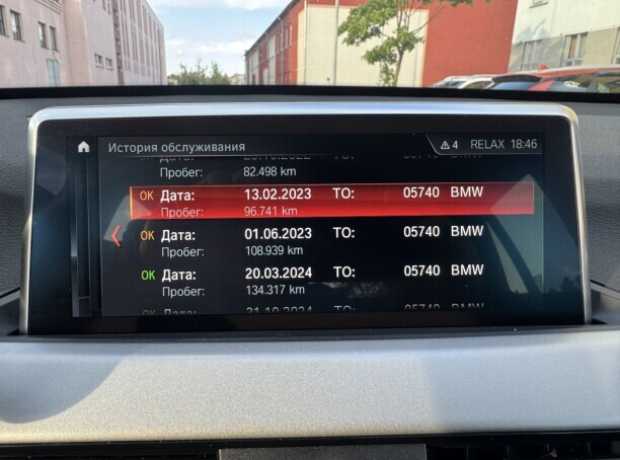 История обслуживания 4 RELAX 18:46
Пробег: 82.498 km
OK Дата: 13.02.2023 ТО: 05740 BMW
Пробег: 96.741 km
OK Дата: 01.06.2023 ТО: 05740 BMW
Пробег: 108.939 km
OK Дата: 20.03.2024 ТО: 05740 BMW
Пробег: 134.317 km